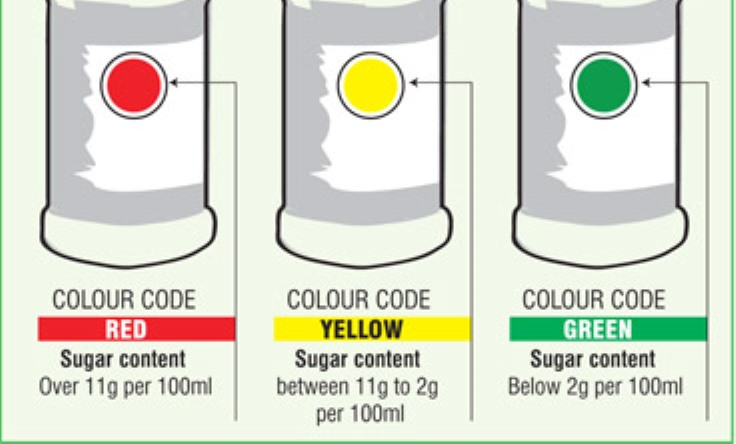 COLOUR CODE
RED
Sugar content
Over 11g per 100ml
COLOUR CODE
YELLOW
Sugar content
between 11g to 2g
per 100ml
COLOUR CODE
GREEN
Sugar content
Below 2g per 100ml